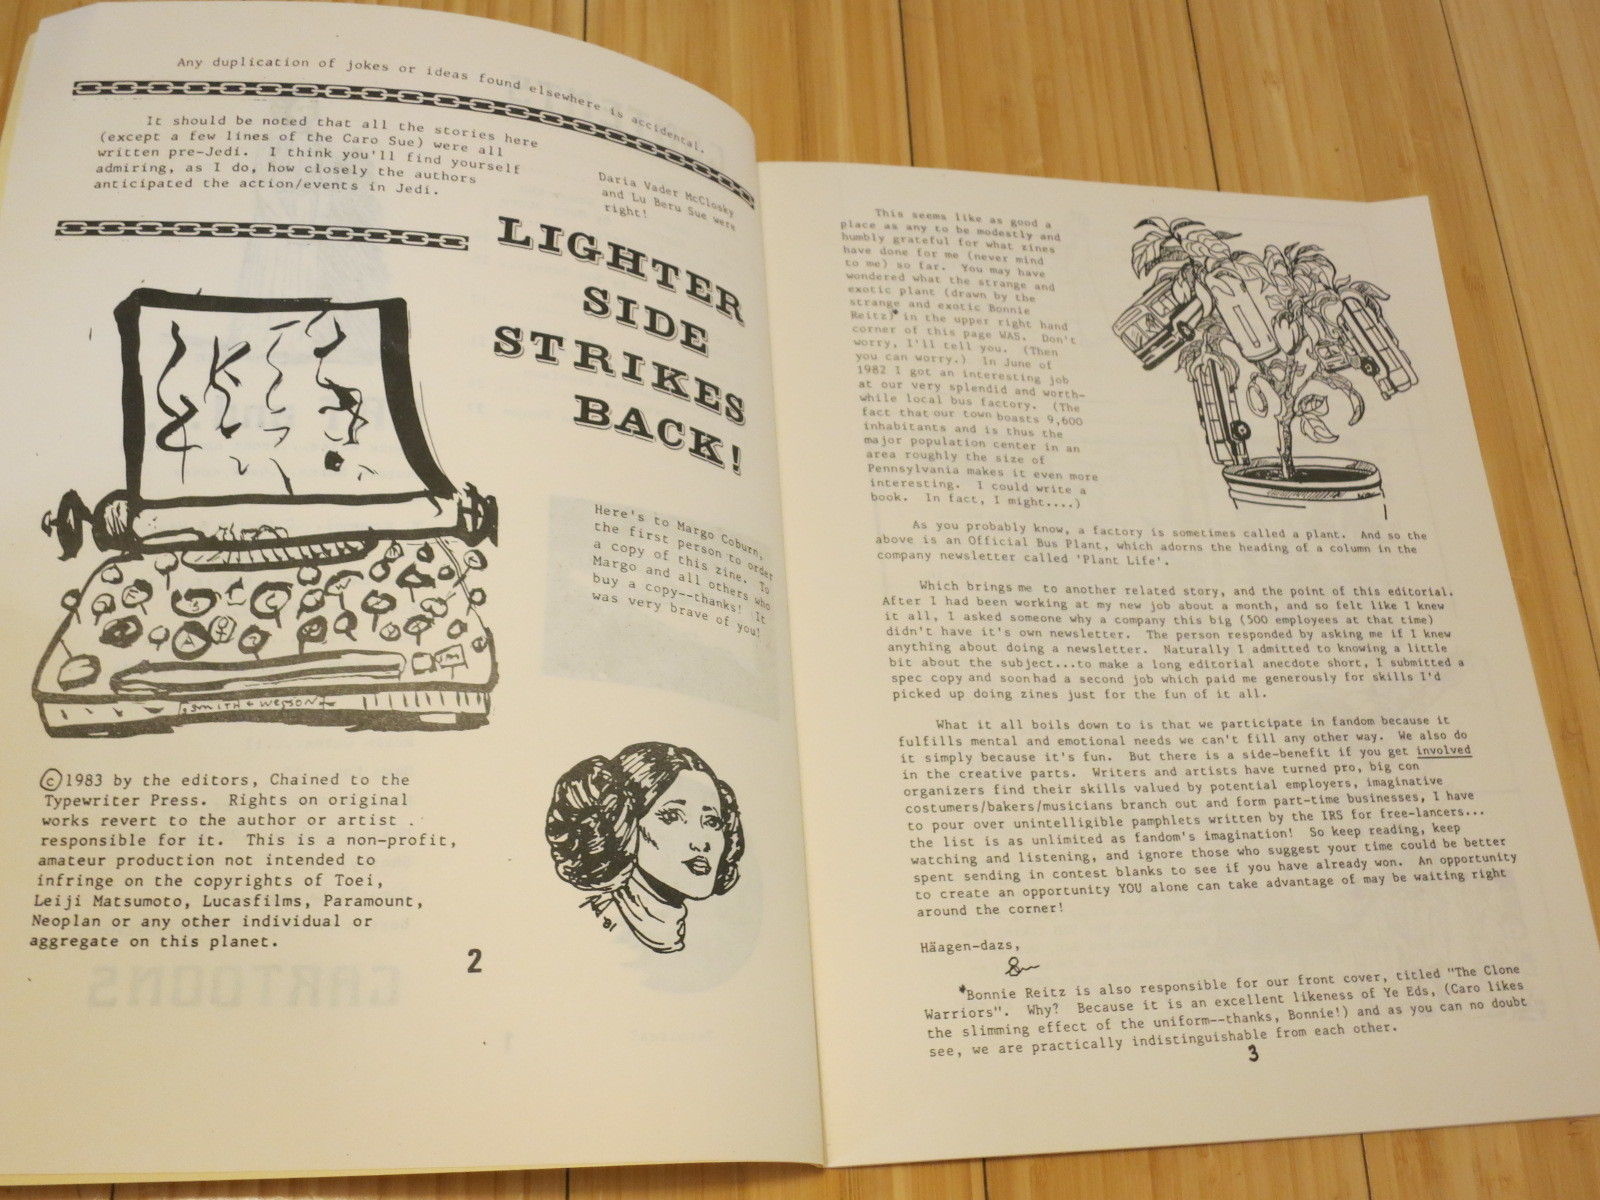 Any duplication of jokes or ideas found elsewhere is accidental.
It should be noted that all the stories here
(except a few lines of the Caro Sue) were all
written pre-Jedi.  I think you'll find yourself
admiring, as I do, how closely the authors
anticipated the action/events in Jedi.
Daria Vader McClosky
and Lu Beru Sue were
right!
LIGHTER
SIDE
STRIKES
BACK!
Here's to Margo Coburn,
the first person to order
a copy of this zine.  To
Margo and all others who
buy a copy--thanks!  It
was very brave of you!
SMITH + WESSON
©1983 by the editors, Chained to the
Typewriter Press.  Rights on original
works revert to the author or artist
responsible for it.  This is a non-profit,
amateur production not intended to
infringe on the copyrights of Toei,
Leiji Matsumoto, Lucasfilms, Paramount,
Neoplan or any other individual or
aggregate on this planet.
81
2
This seems like as good a
place as any to be modestly and
humbly grateful for what zines
have done for me (never mind
to me) so far.  You may have
wondered what the strange and
exotic plant (drawn by the
strange and exotic Bonnie
Reitz)* in the upper right hand
corner of this page WAS.  Don't
worry, I'll tell you.  (Then
you can worry.)  In June of
1982 I got an interesting job
at our very splendid and worth-
while local bus factory.  (The
fact that our town boasts 9,600
inhabitants and is thus the
major population center in an
area roughly the size of
Pennsylvania makes it even more
interesting.  I could write a
book.  In fact, I might....)
As you probably know, a factory is sometimes called a plant.  And so the
above is an Official Bus Plant, which adorns the heading of a column in the
company newsletter called 'Plant Life'.
Which brings me to another related story, and the point of this editorial.
After I had been working at my new job about a month, and so felt like I knew
it all, I asked someone why a company this big (500 employees at that time)
didn't have it's own newsletter.  The person responded by asking me if I knew
anything about doing a newsletter.  Naturally I admitted to knowing a little
bit about the subject...to make a long editorial anecdote short, I submitted a
spec copy and soon had a second job which paid me generously for skills I'd
picked up doing zines just for the fun of it all.
What it all boils down to is that we participate in fandom because it
fulfills mental and emotional needs we can't fill any other way.  We also do
it simply because it's fun.  But there is a side-benefit if you get involved
in the creative parts.  Writers and artists have turned pro, big con
organizers find their skills valued by potential employers, imaginative
costumers/bakers/musicians branch out and form part-time businesses, I have
to pour over unintelligible pamphlets written by the IRS for free-lancers...
the list is as unlimited as fandom's imagination!  So keep reading, keep
watching and listening, and ignore those who suggest your time could be better
spent sending in contest blanks to see if you have already won.  An opportunity
to create an opportunity YOU alone can take advantage of may be waiting right
around the corner!
Häagen-dazs,
*Bonnie Reitz is also responsible for our front cover, titled "The Clone
Warriors".  Why?  Because it is an excellent likeness of Ye Eds, (Caro likes
the slimming effect of the uniform--thanks, Bonnie!) and as you can no doubt
see, we are practically indistinguishable from each other.
3